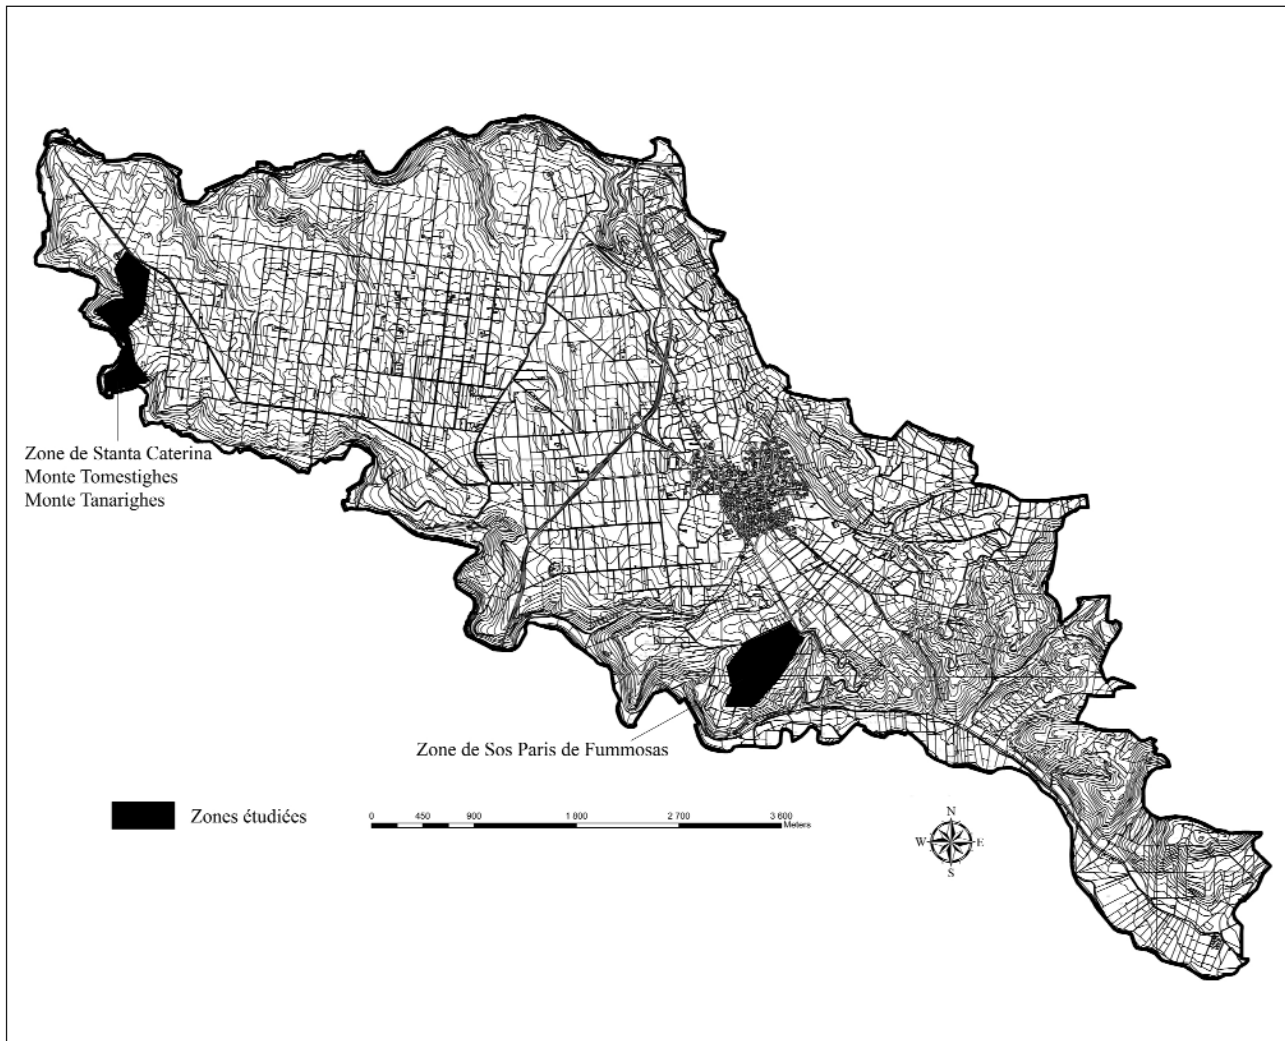 Zone de Stanta Caterina
Monte Tomestighes
Monte Tanarighes
Zone de Sos Paris de Fummosas
Zones étudiées
0 450 900 1 800 2 700 3 600
Meters
N
W E
S